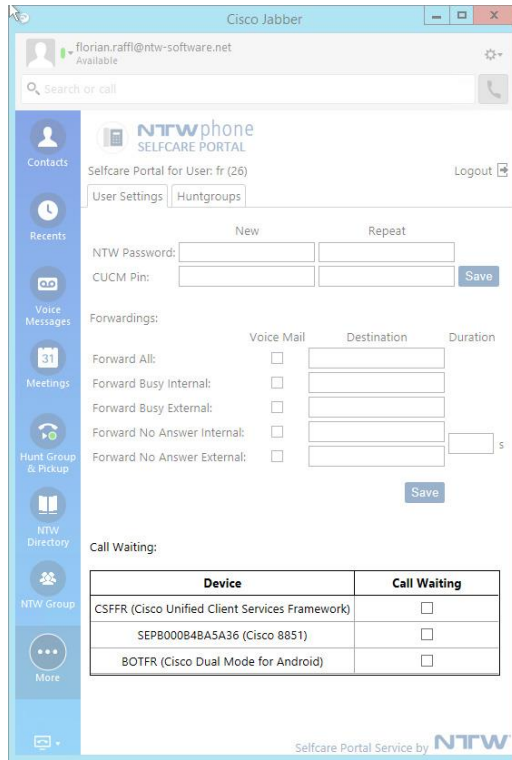 Cisco Jabber
florian.raffl@ntw-software.net
Available
Search or call
Contacts
Recents
Voice Messages
31
Meetings
Hunt Group & Pickup
NTW Directory
NTW Group
More
NTWphone
SELFCARE PORTAL
Selfcare Portal for User: fr (26)
Logout
User Settings Huntgroups
New Repeat
NTW Password:
CUCM Pin: Save
Forwardings:
Voice Mail Destination Duration
Forward All:
Forward Busy Internal:
Forward Busy External:
Forward No Answer Internal:
s
Forward No Answer External:
Save
Call Waiting:
Device Call Waiting
CSFFR (Cisco Unified Client Services Framework)
SEPB000B4BA5A36 (Cisco 8851)
BOTFR (Cisco Dual Mode for Android)
Selfcare Portal Service by NTW